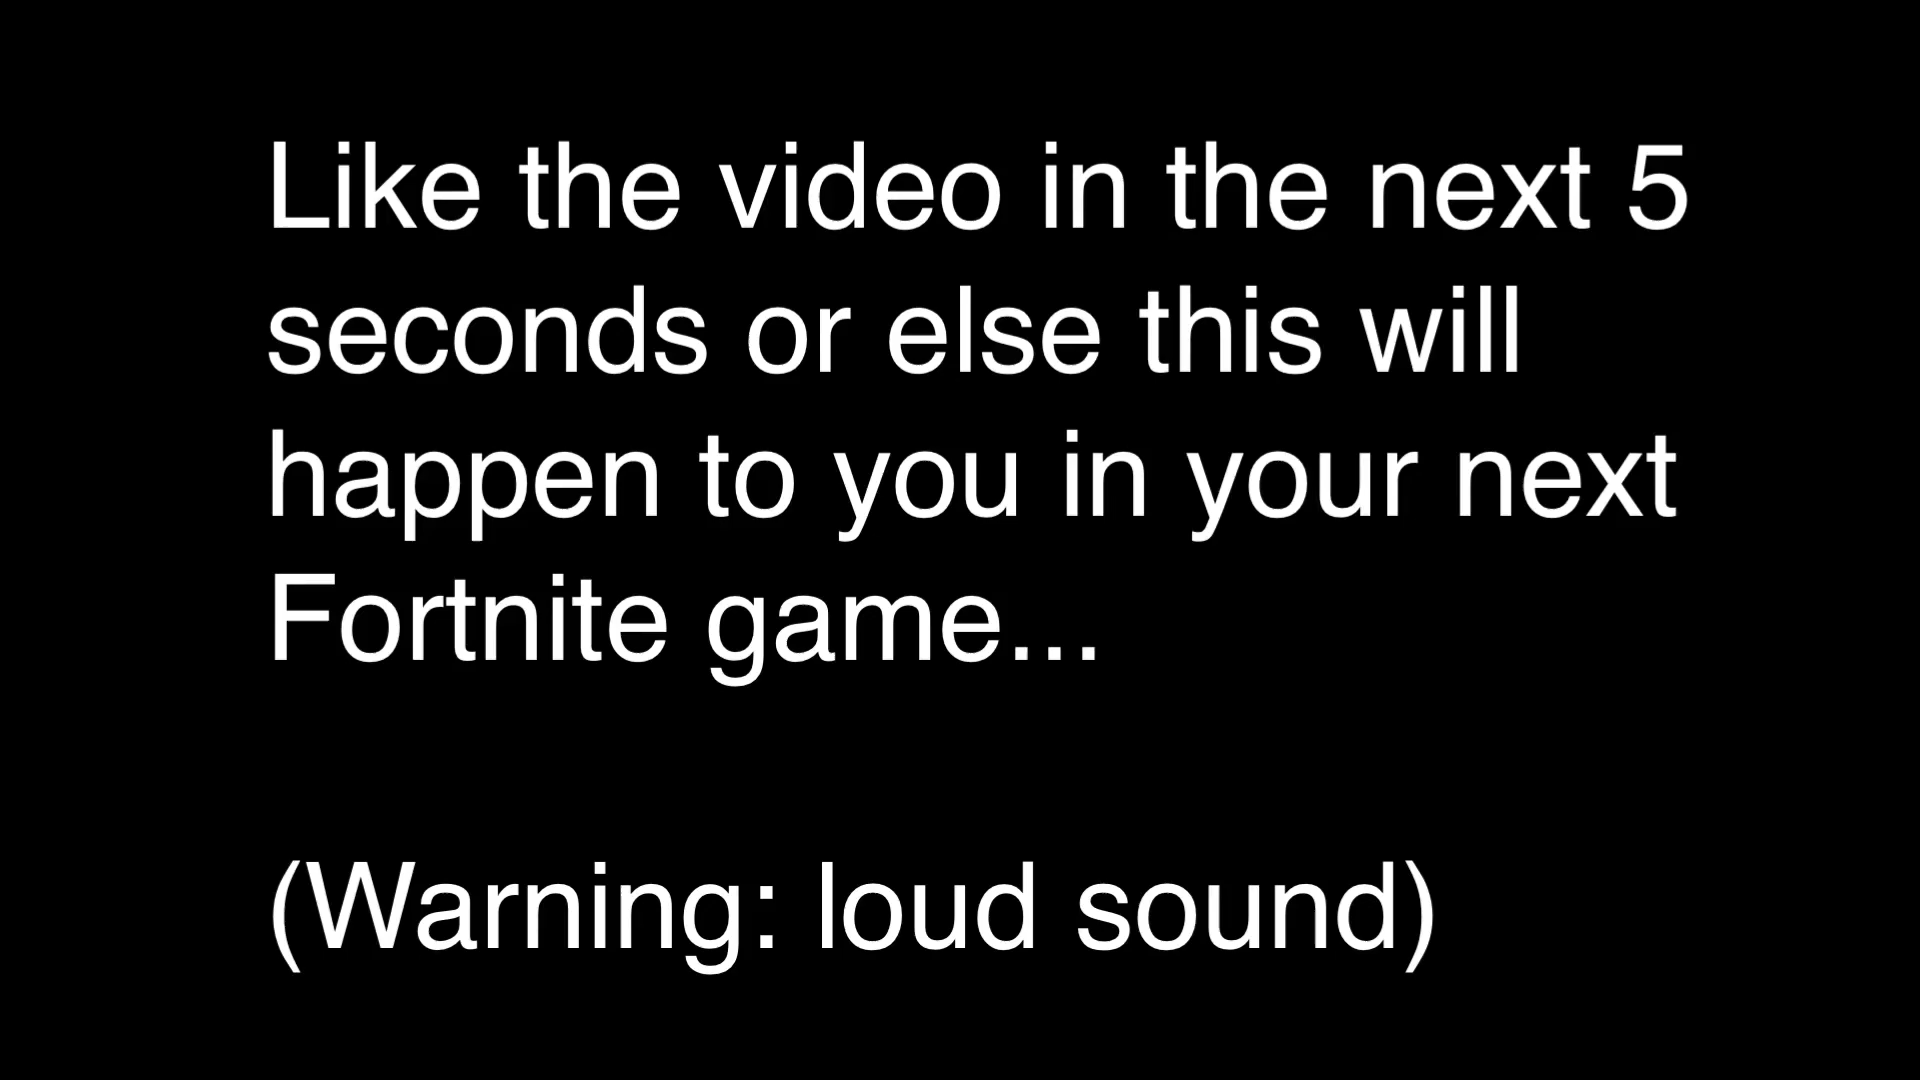 Like the video in the next 5
seconds or else this will
happen to you in your next
Fortnite game...
(Warning: loud sound)